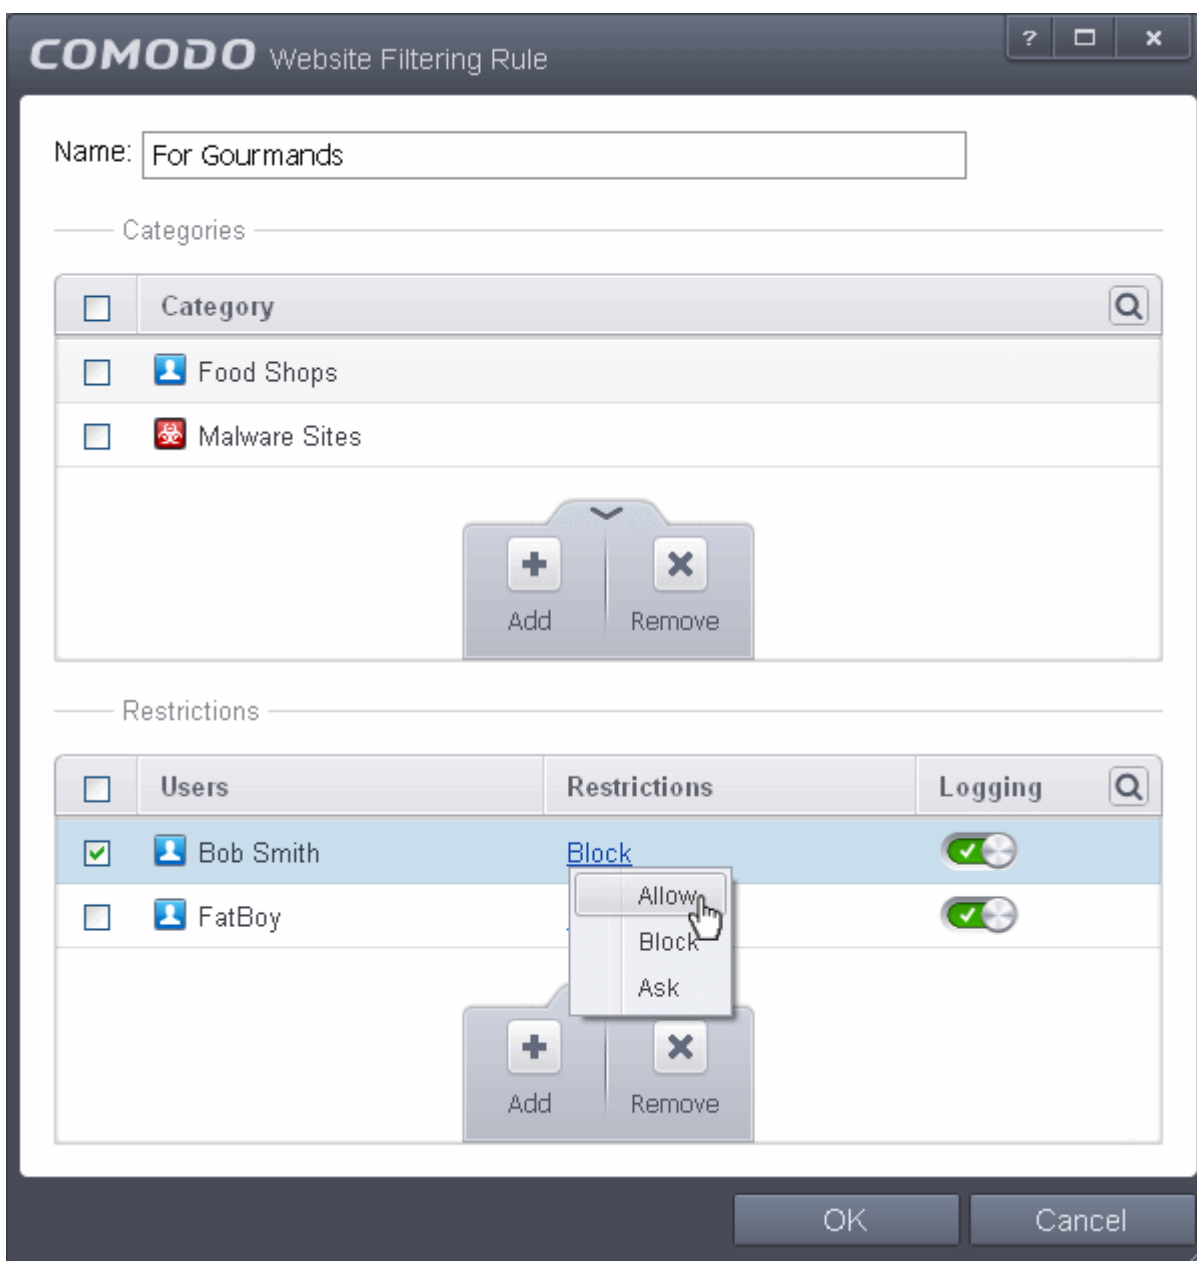 COMODO Website Filtering Rule
?
Name: For Gourmands
Categories
Category
Food Shops
Malware Sites
Add Remove
Restrictions
Users Restrictions Logging
Bob Smith Block
Allow
FatBoy
Block
Ask
Add Remove
OK Cancel